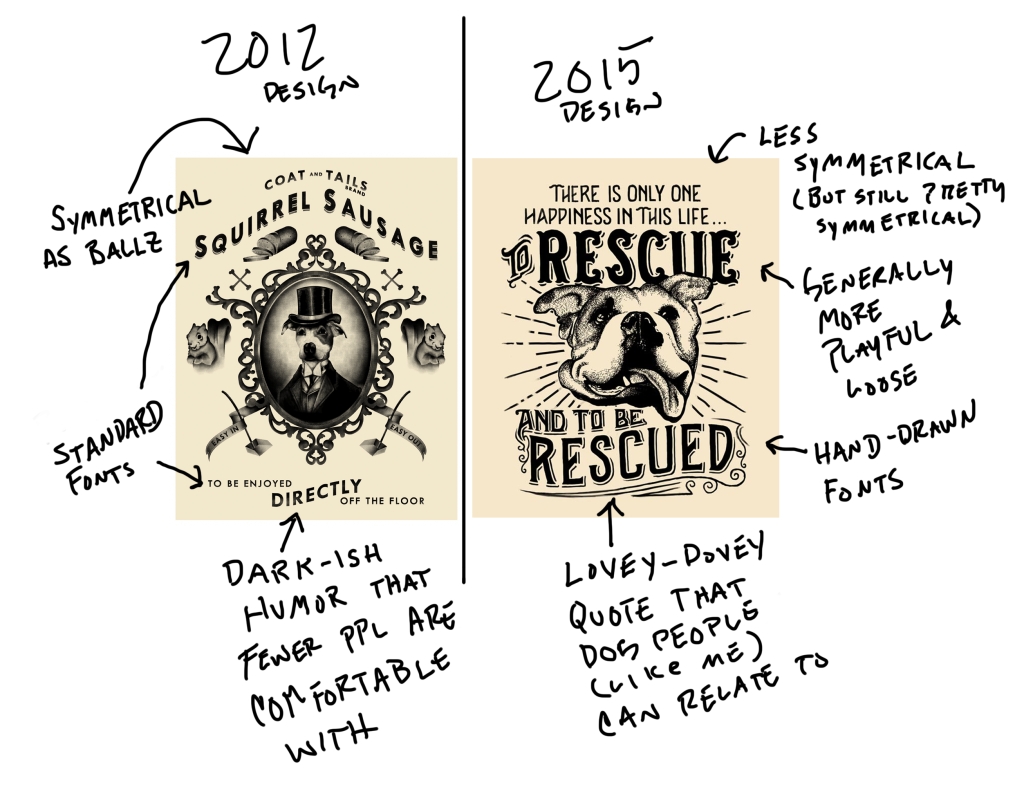 2012
DESIGN
SYMMETRICAL
AS BALLZ
STANDARD
FONTS
COAT AND TAILS
BRAND
SQUIRREL SAUSAGE
EASY IN
EASY OUT
TO BE ENJOYED
DIRECTLY
OFF THE FLOOR
DARK-ISH
HUMOR THAT
FEWER PPL ARE
COMFORTABLE
WITH
2015
DESIGN
LESS
SYMMETRICAL
(BUT STILL PRETTY
SYMMETRICAL)
GENERALLY
MORE
PLAYFUL &
LOOSE
HAND-DRAWN
FONTS
THERE IS ONLY ONE
HAPPINESS IN THIS LIFE...
TO RESCUE
AND TO BE
RESCUED
LOVEY-DOVEY
QUOTE THAT
DOG PEOPLE
(LIKE ME)
CAN RELATE TO